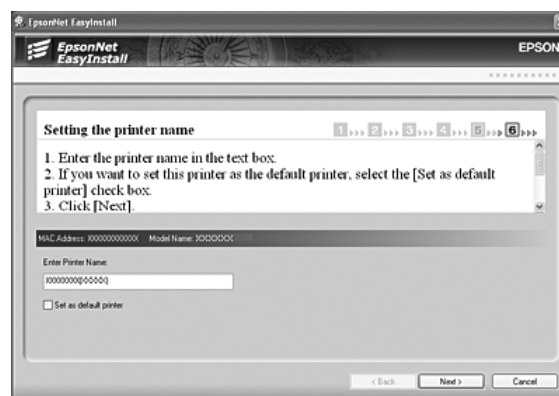 EpsonNet EasyInstall
EpsonNet
EasyInstall
EPSON
Setting the printer name
1 2 3 4 5 6
1. Enter the printer name in the text box.
2. If you want to set this printer as the default printer, select the [Set as default
printer] check box.
3. Click [Next].
MAC Address: XXXXXXXXXXXX Model Name: XXXXXXX
Enter Printer Name:
XXXXXXXX(XXXXXX)
Set as default printer
< Back Next > Cancel